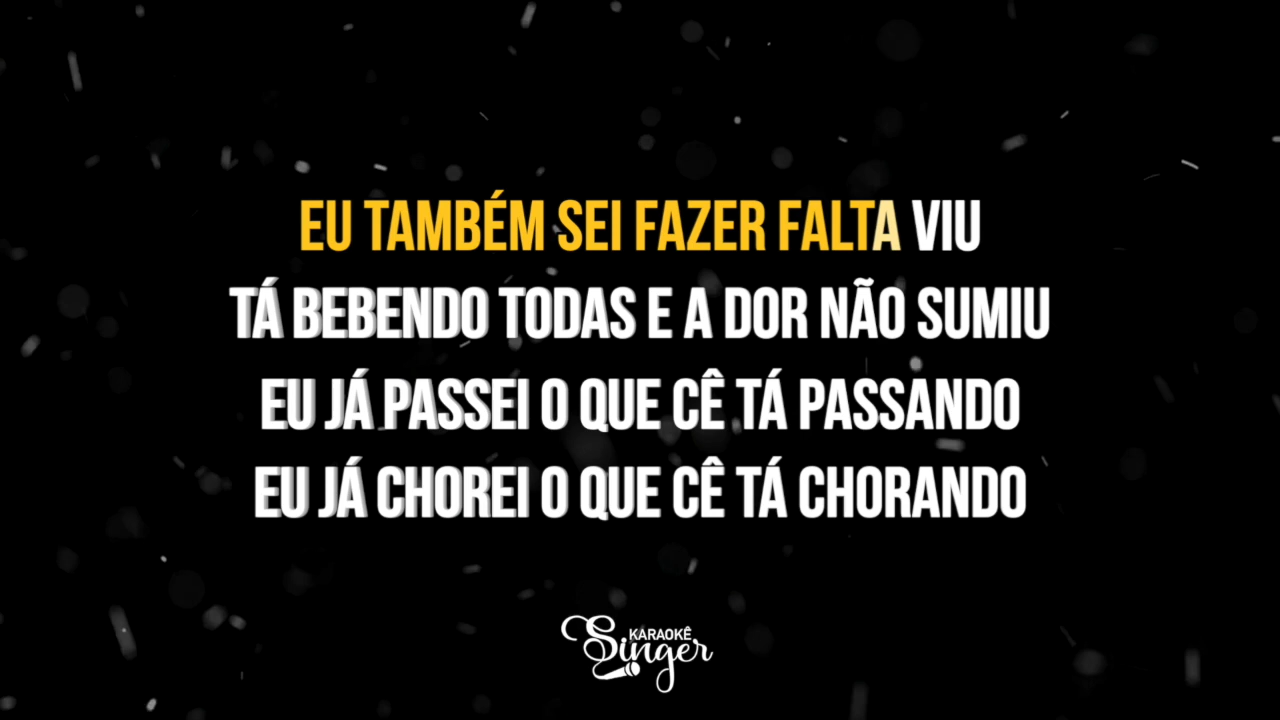 EU TAMBÉM SEI FAZER FALTA VIU
TÁ BEBENDO TODAS E A DOR NÃO SUMIU
EU JÁ PASSEI O QUE CÊ TÁ PASSANDO
EU JÁ CHOREI O QUE CÊ TÁ CHORANDO
KARAOKÊ
Singer